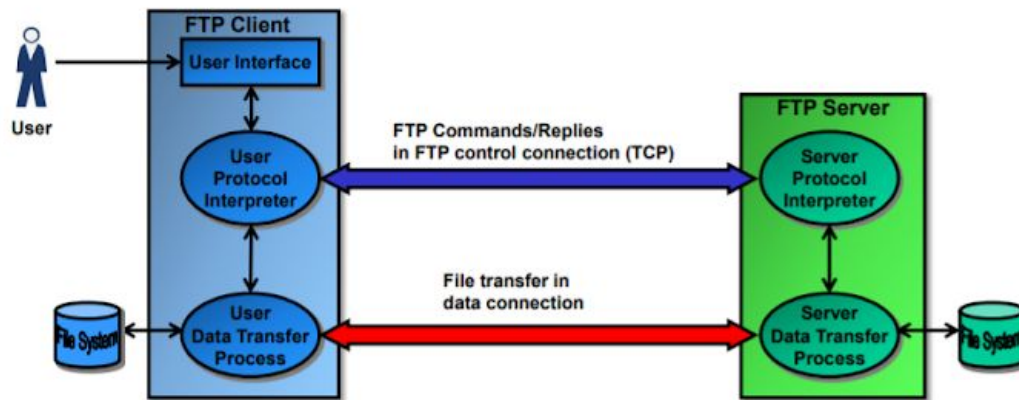 FTP Client
User Interface
User
FTP Server
FTP Commands/Replies
in FTP control connection (TCP)
User
Protocol
Interpreter
Server
Protocol
Interpreter
File transfer in
data connection
File System
User
Data Transfer
Process
Server
Data Transfer
Process
File System